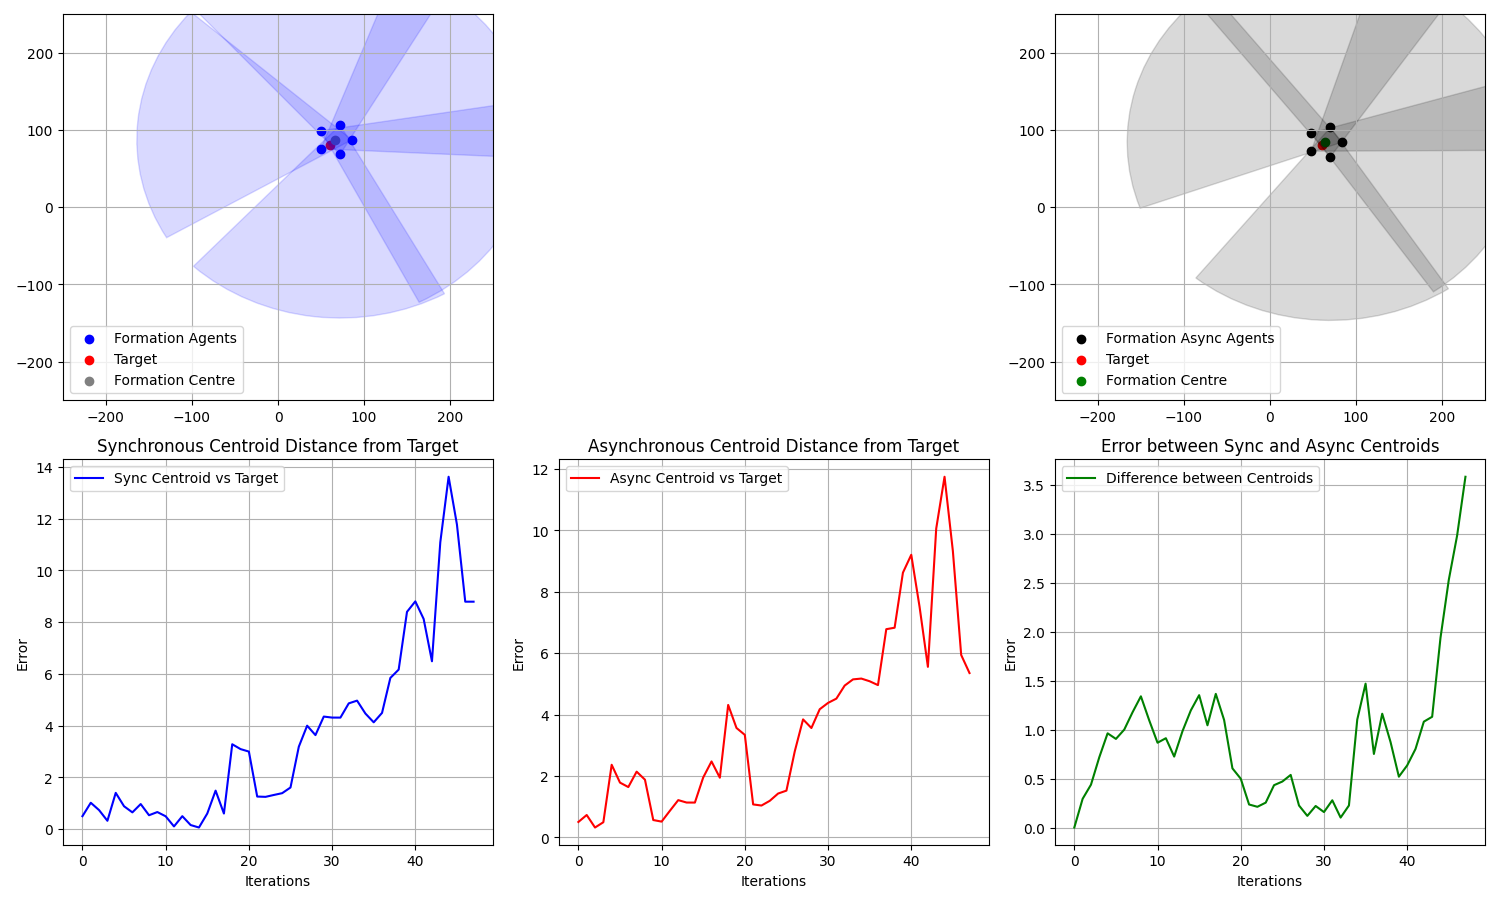 200
100
0
−100
−200
Formation Agents
Target
Formation Centre
−200 −100 0 100 200
200
100
0
−100
−200
Formation Async Agents
Target
Formation Centre
−200 −100 0 100 200
Synchronous Centroid Distance from Target
Sync Centroid vs Target
14
12
10
8
6
4
2
0
Error
0 10 20 30 40
Iterations
Asynchronous Centroid Distance from Target
Async Centroid vs Target
12
10
8
6
4
2
0
Error
0 10 20 30 40
Iterations
Error between Sync and Async Centroids
Difference between Centroids
3.5
3.0
2.5
2.0
1.5
1.0
0.5
0.0
Error
0 10 20 30 40
Iterations